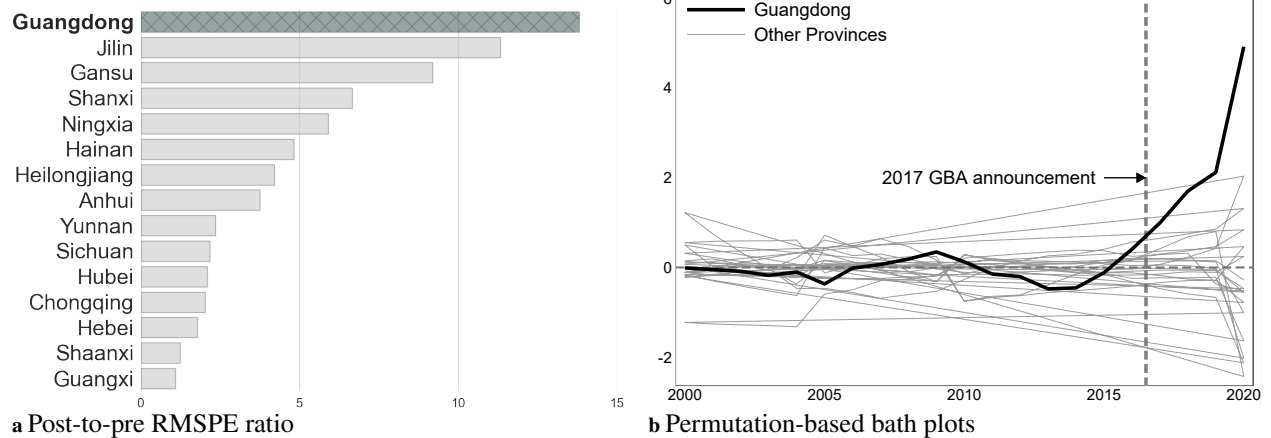 Guangdong
Jilin
Gansu
Shanxi
Ningxia
Hainan
Heilongjiang
Anhui
Yunnan
Sichuan
Hubei
Chongqing
Hebei
Shaanxi
Guangxi
0 5 10 15
a Post-to-pre RMSPE ratio
6
4
2
0
-2
Guangdong
Other Provinces
2017 GBA announcement
2000 2005 2010 2015 2020
b Permutation-based bath plots